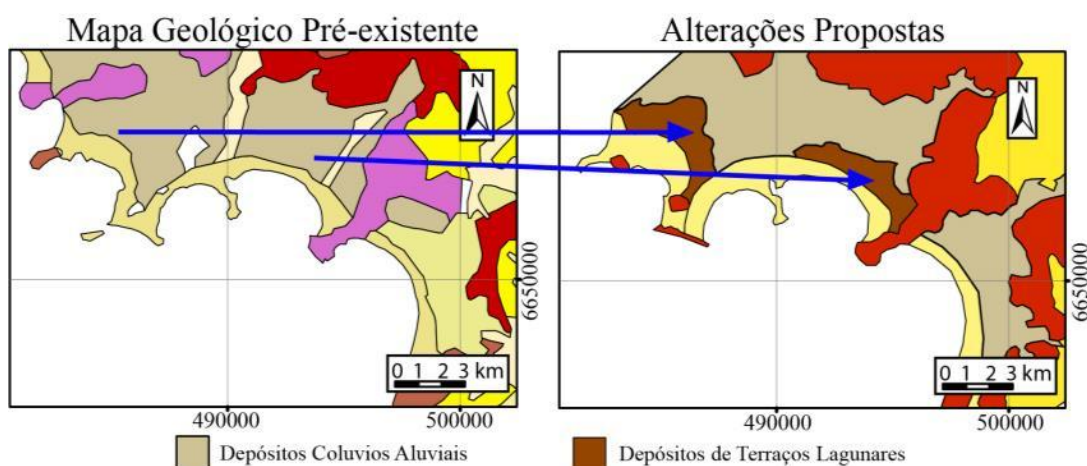 Mapa Geológico Pré-existente
Alterações Propostas
N
N
6650000
6650000
0 1 2 3 km
0 1 2 3 km
490000
500000
490000
500000
Depósitos Coluvios Aluviais
Depósitos de Terraços Lagunares